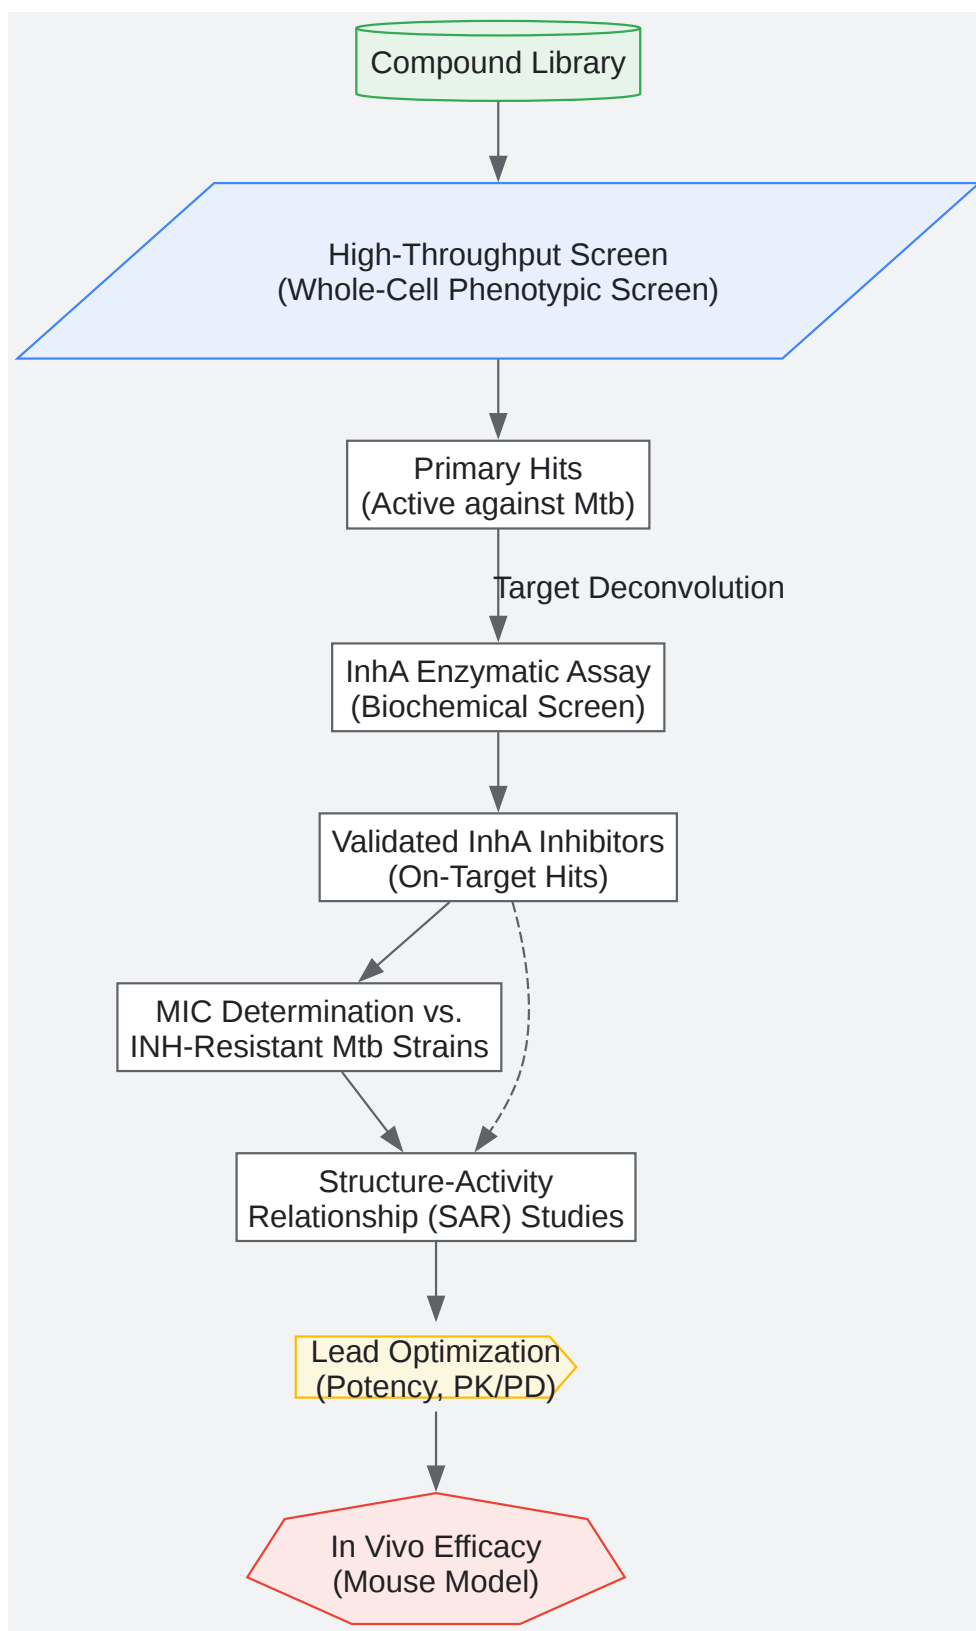 Compound Library
High-Throughput Screen
(Whole-Cell Phenotypic Screen)
Primary Hits
(Active against Mtb)
Target Deconvolution
InhA Enzymatic Assay
(Biochemical Screen)
Validated InhA Inhibitors
(On-Target Hits)
MIC Determination vs.
INH-Resistant Mtb Strains
Structure-Activity
Relationship (SAR) Studies
Lead Optimization
(Potency, PK/PD)
In Vivo Efficacy
(Mouse Model)